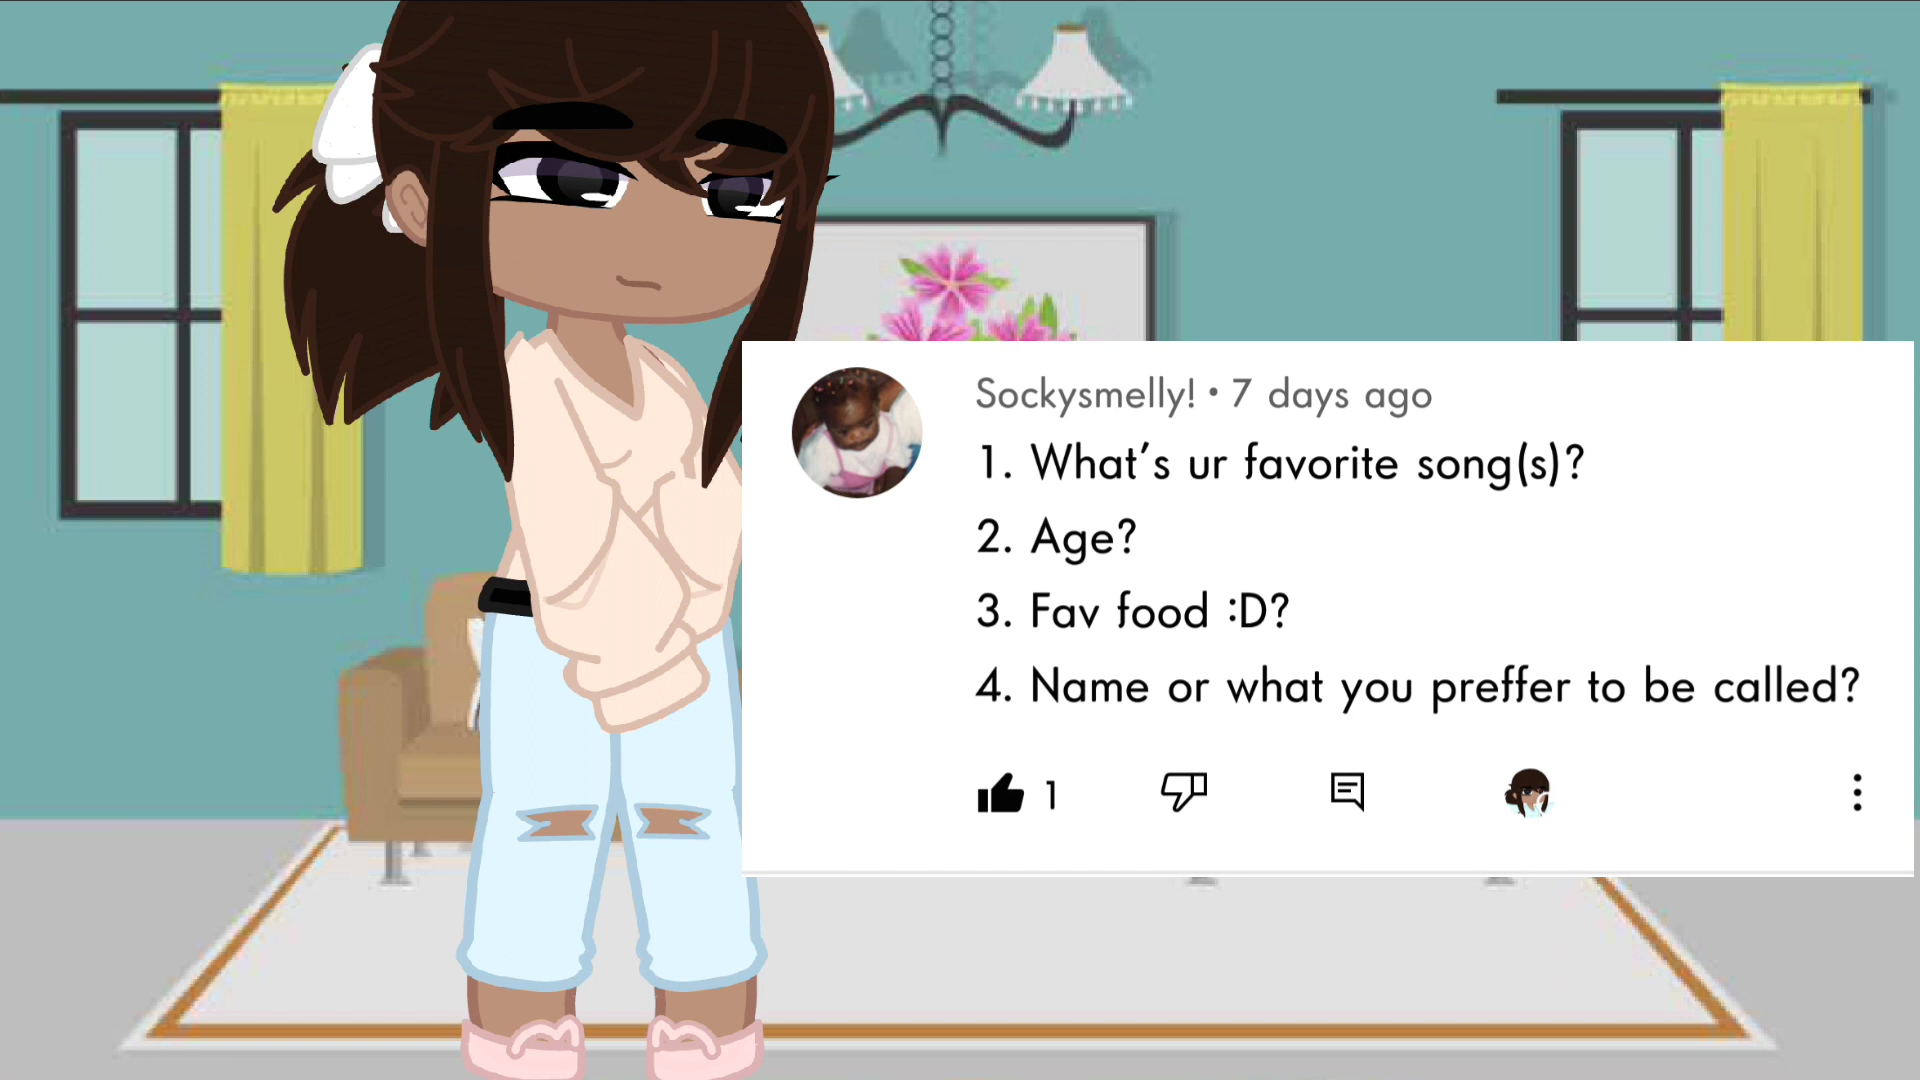 Sockysmelly! • 7 days ago
1. What's ur favorite song(s)?
2. Age?
3. Fav food :D?
4. Name or what you preffer to be called?
1